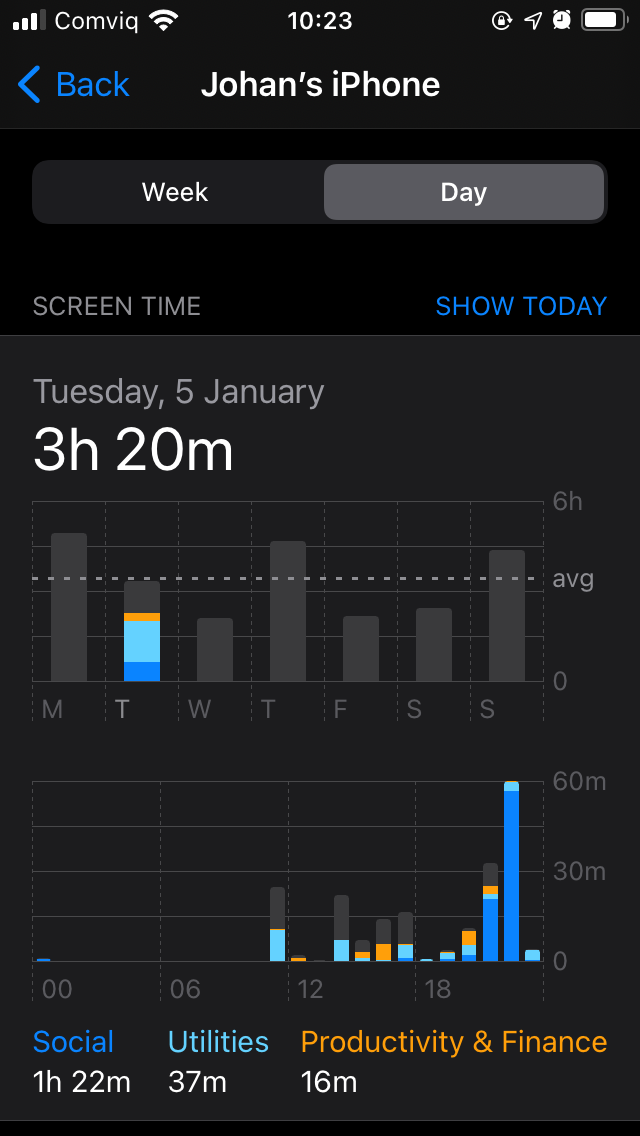 Comviq 10:23
Back Johan’s iPhone
Week Day
SCREEN TIME SHOW TODAY
Tuesday, 5 January
3h 20m
6h
avg
0
M T W T F S S
60m
30m
0
00 06 12 18
Social Utilities Productivity & Finance
1h 22m 37m 16m